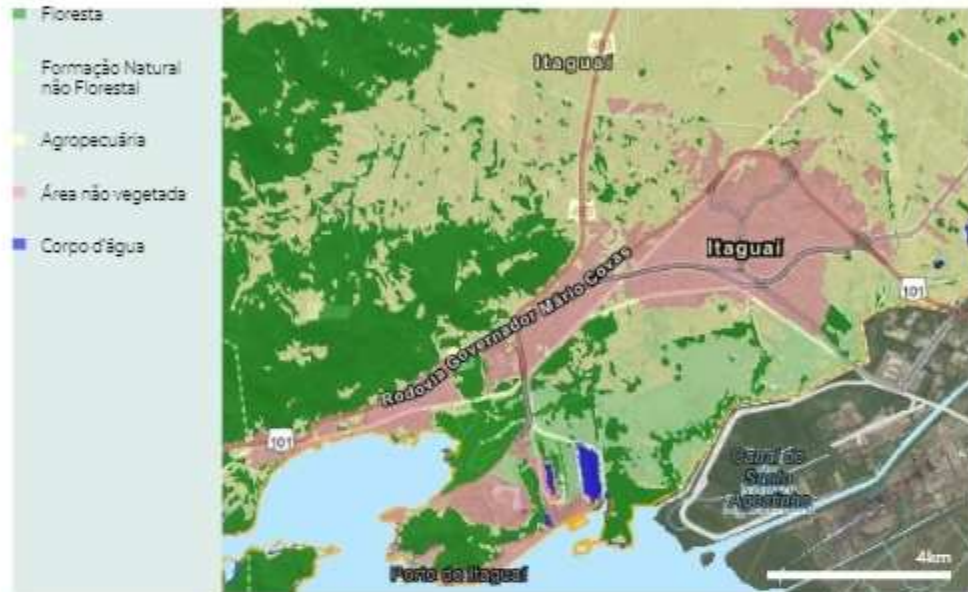 Floresta
Formação Natural
não Florestal
Agropecuária
Área não vegetada
Corpo d'água
Itaguaí
Itaguaí
Rodovia Governador Mário Covas
101
101
Canal de
Santo
Agostinho
Porto de Itaguaí
4km